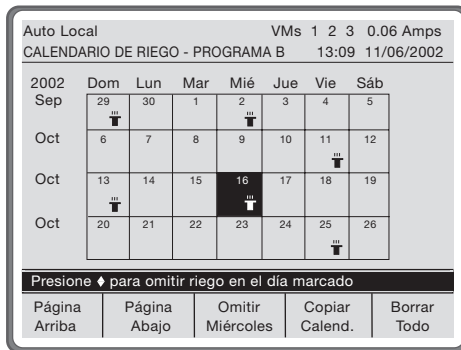 Auto Local VMs 1 2 3 0.06 Amps
CALENDARIO DE RIEGO - PROGRAMA B 13:09 11/06/2002
2002 Dom Lun Mar Mié Jue Vie Sáb
Sep 29 30 1 2 3 4 5
Oct 6 7 8 9 10 11 12
Oct 13 14 15 16 17 18 19
Oct 20 21 22 23 24 25 26
Presione ♦ para omitir riego en el día marcado
Página Página Omitir Copiar Borrar
Arriba Abajo Miércoles Calend. Todo